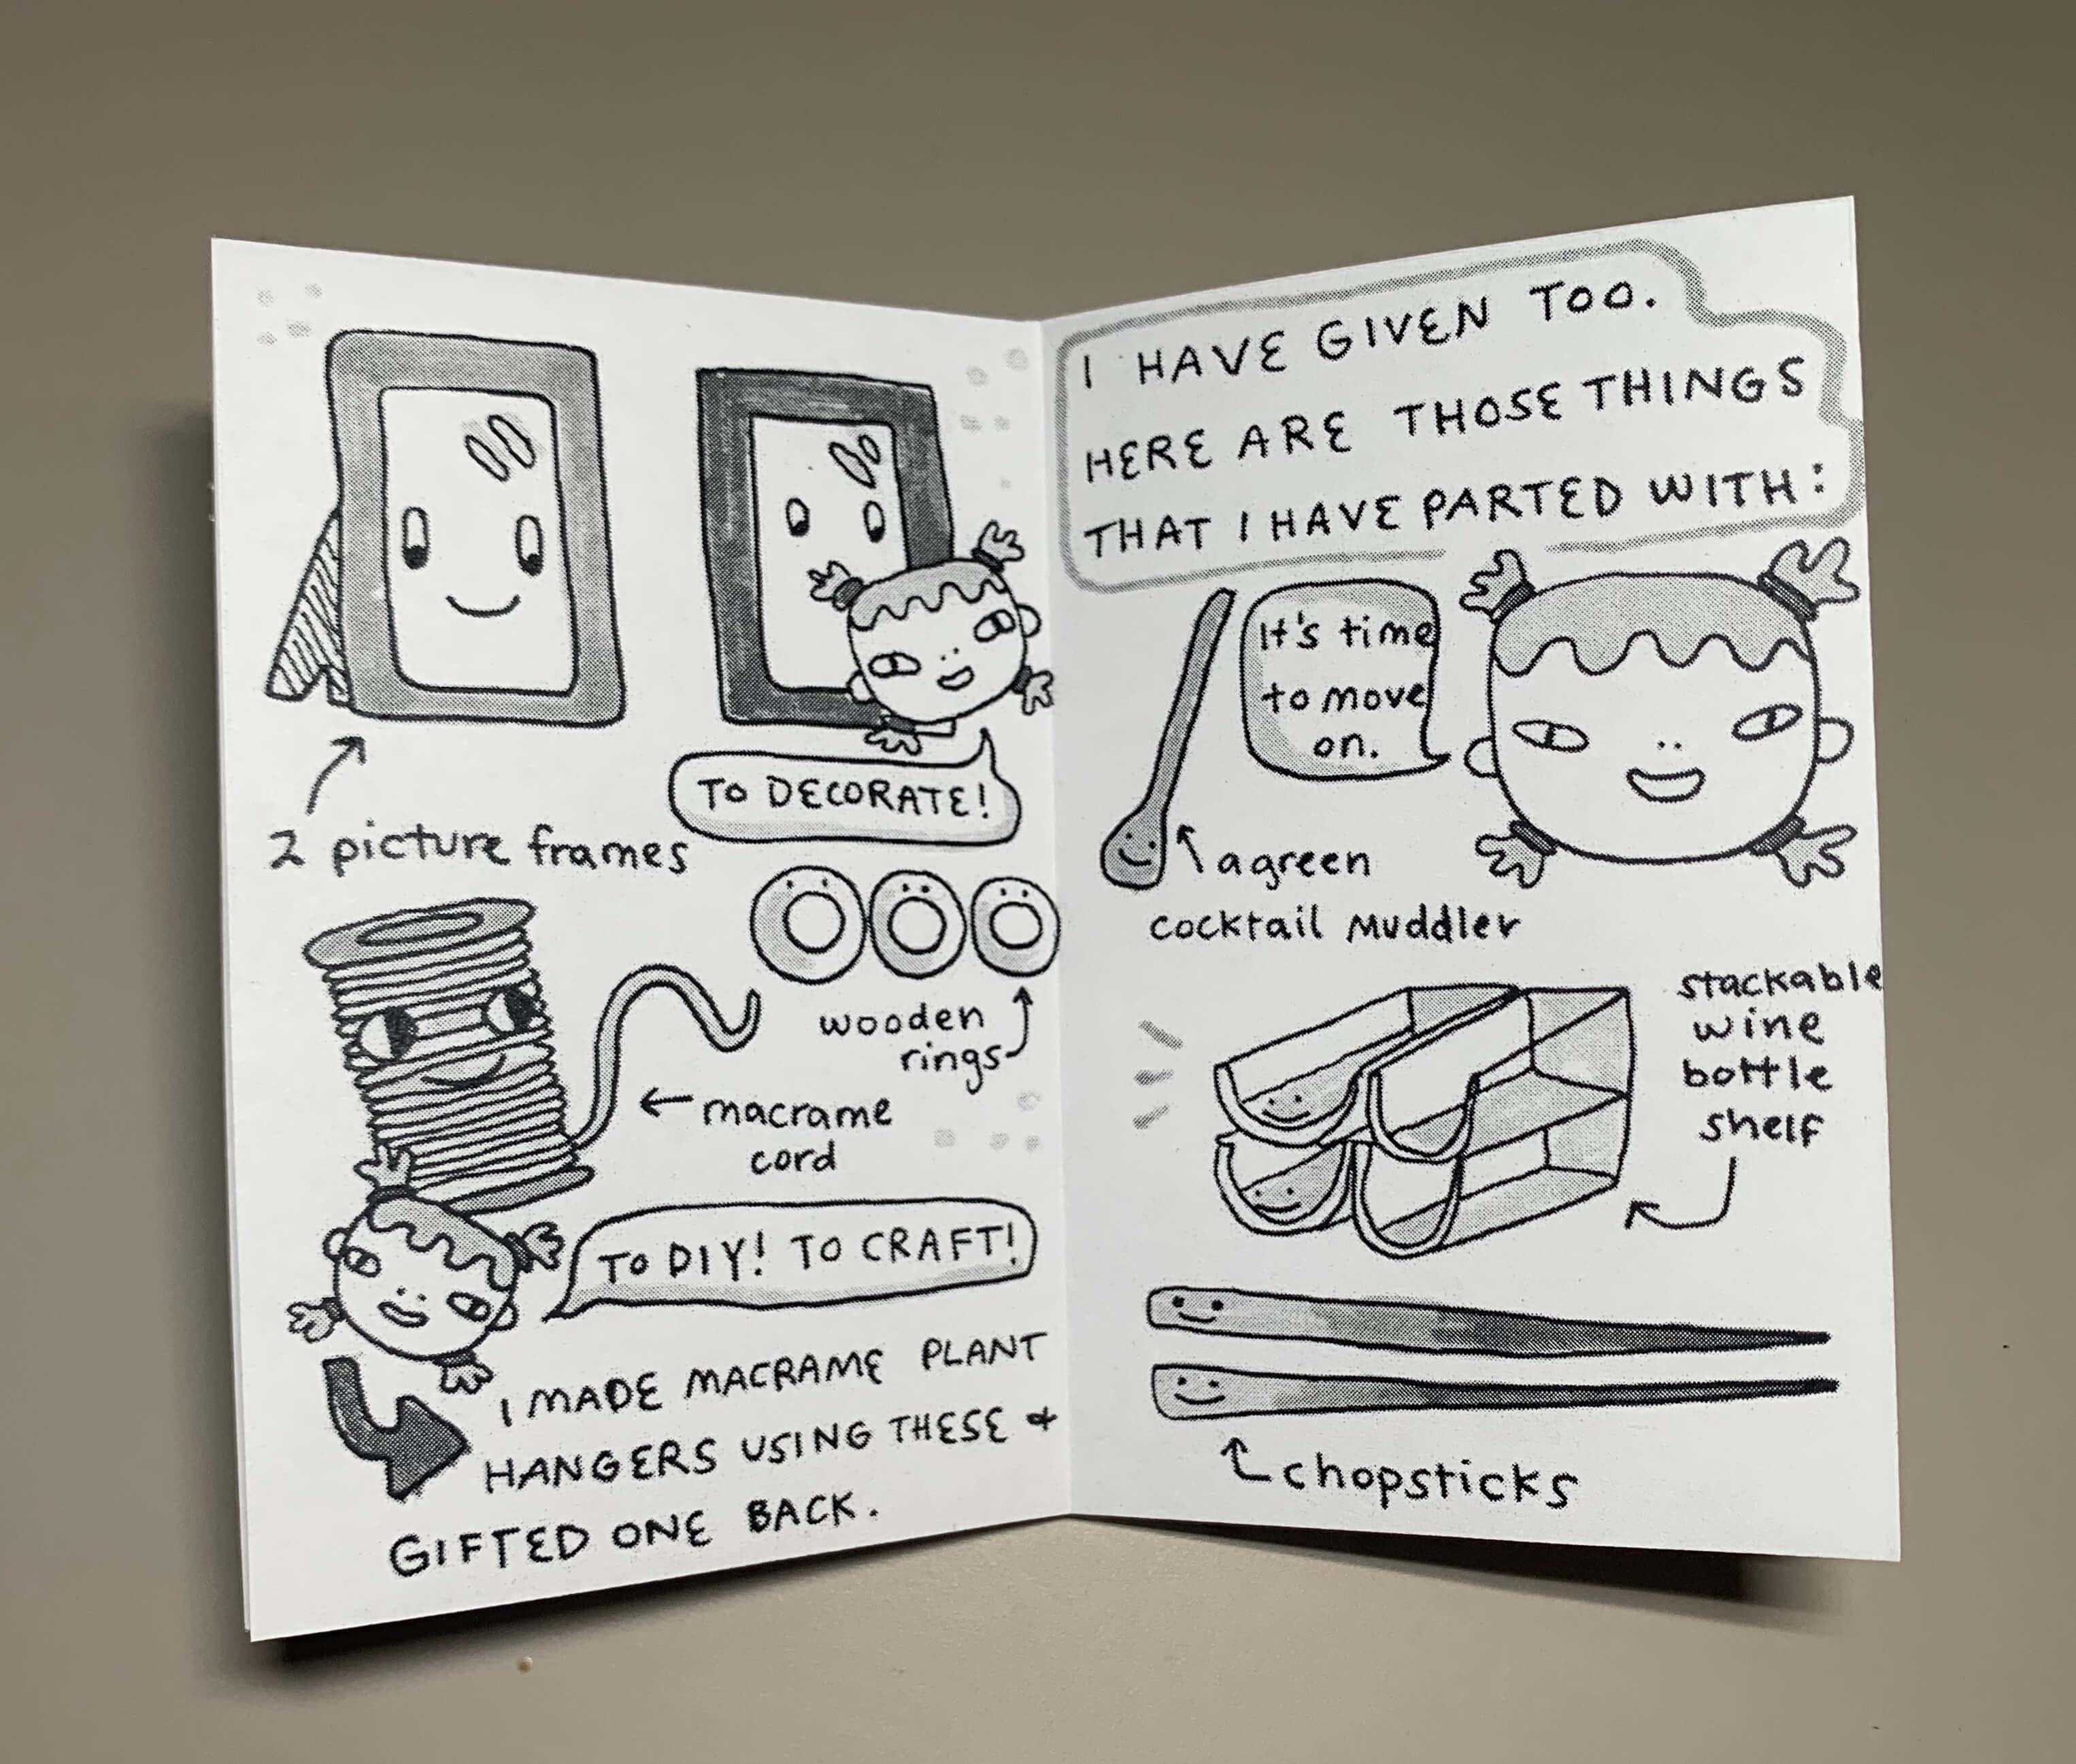 TO DECORATE!
2 picture frames
wooden
rings
macrame
cord
TO DIY! TO CRAFT!
I MADE MACRAME PLANT
HANGERS USING THESE &
GIFTED ONE BACK.
I HAVE GIVEN TOO.
HERE ARE THOSE THINGS
THAT I HAVE PARTED WITH:
It's time
to move
on.
a green
cocktail muddler
stackable
wine
bottle
shelf
chopsticks